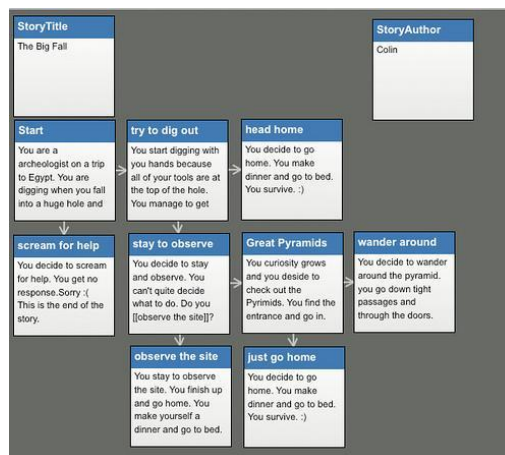 StoryTitle
The Big Fall
StoryAuthor
Colin
Start
You are a
archeologist on a trip
to Egypt. You are
digging when you fall
into a huge hole and
try to dig out
You start digging with
you hands because
all of your tools are at
the top of the hole.
You manage to get
head home
You decide to go
home. You make
dinner and go to bed.
You survive. :)
scream for help
You decide to scream
for help. You get no
response.Sorry :(
This is the end of the
story.
stay to observe
You decide to stay
and observe. You
can't quite decide
what to do. Do you
[[observe the site]]?
Great Pyramids
You curiosity grows
and you deside to
check out the
Pyrimids. You find the
entrance and go in.
wander around
You decide to wander
around the pyramid.
you go down tight
passages and
through the doors.
observe the site
You stay to observe
the site. You finish up
and go home. You
make yourself a
dinner and go to bed.
just go home
You decide to go
home. You make
dinner and go to bed.
You survive. :)